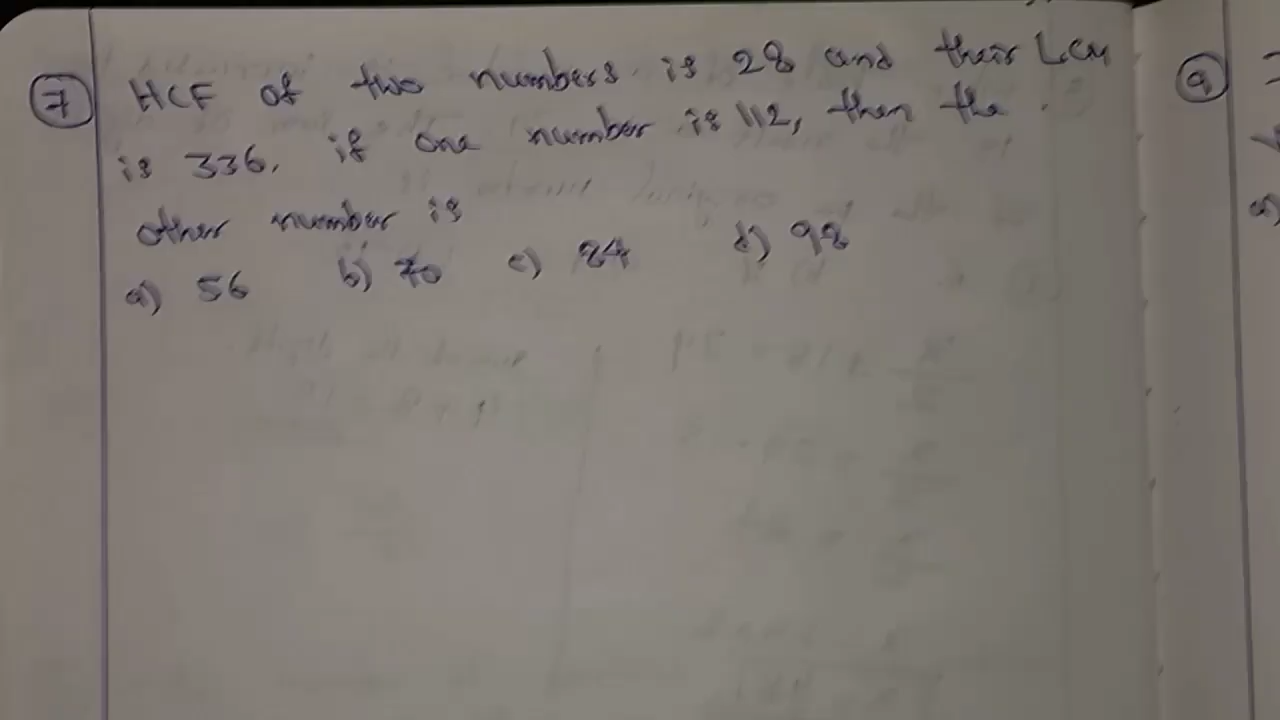 7 HCF of two numbers is 28 and their LCM
is 336. if one number is 112, then the
other number is
a) 56 b) 70 c) 84 d) 98
9
a)